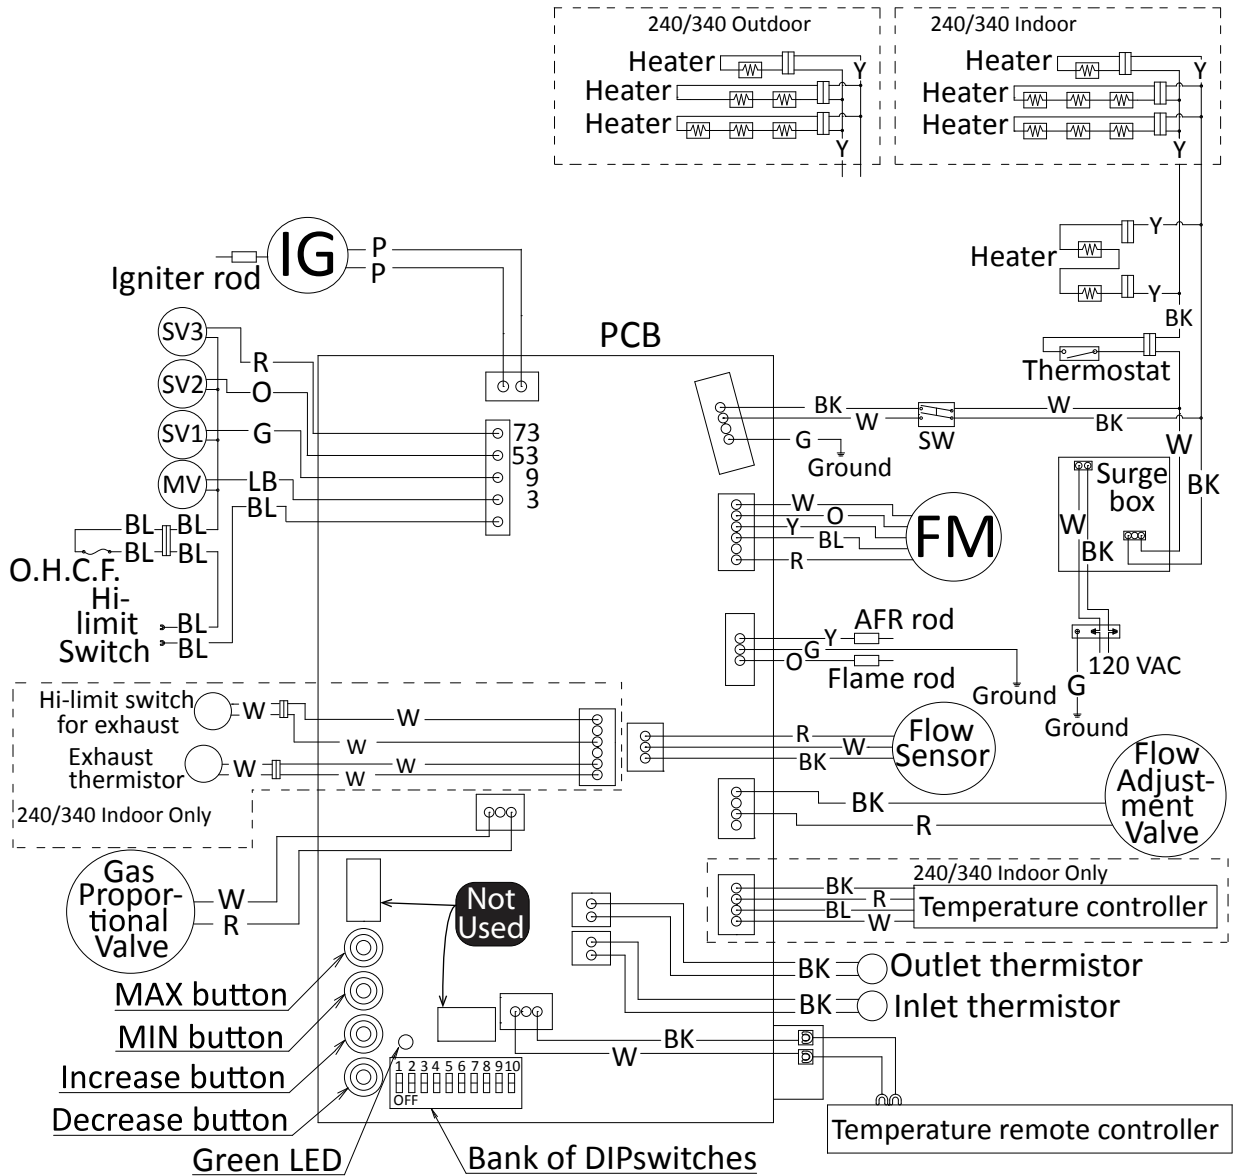 240/340 Outdoor
Heater
Y
Heater
Heater
Y
240/340 Indoor
Heater
Y
Heater
Heater
Y
Y
Heater
Y
BK
Thermostat
IG
P
P
Igniter rod
SV3
R
SV2
O
SV1
G
MV
LB
BL
BL
BL
BL
BL
O.H.C.F.
Hi-
limit
Switch
BL
BL
PCB
73
53
9
3
BK
W
SW
W
BK
G
Ground
W
BK
Surge
box
W
BK
120 VAC
G
Ground
W
O
Y
BL
R
FM
Y
AFR rod
G
O
Flame rod
Ground
Hi-limit switch
for exhaust
W
W
W
Exhaust
thermistor
W
W
W
240/340 Indoor Only
R
W
BK
Flow
Sensor
BK
R
Flow
Adjust-
ment
Valve
Gas
Propor-
tional
Valve
W
R
Not
Used
240/340 Indoor Only
BK
R
BL
W
Temperature controller
BK
Outlet thermistor
BK
Inlet thermistor
MAX button
MIN button
Increase button
Decrease button
Green LED
BK
W
1 2 3 4 5 6 7 8 9 10
OFF
Bank of DIPswitches
Temperature remote controller